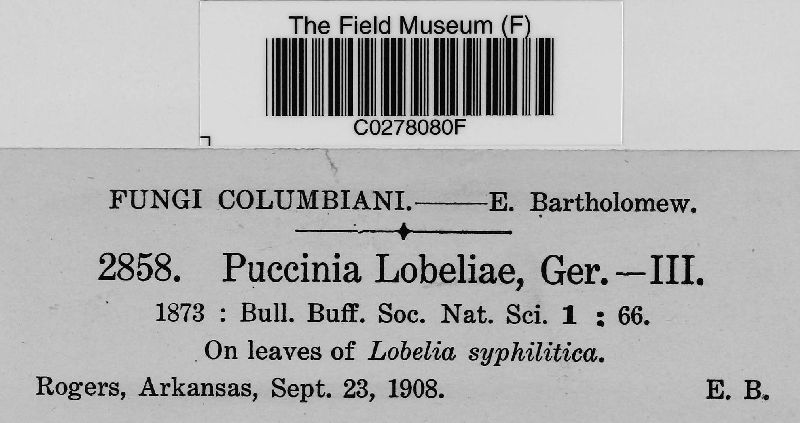 The Field Museum (F)
C0278080F
FUNGI COLUMBIANI.——E. Bartholomew.
2858. Puccinia Lobeliae, Ger.—III.
1873 : Bull. Buff. Soc. Nat. Sci. 1 : 66.
On leaves of Lobelia syphilitica.
Rogers, Arkansas, Sept. 23, 1908. E. B.